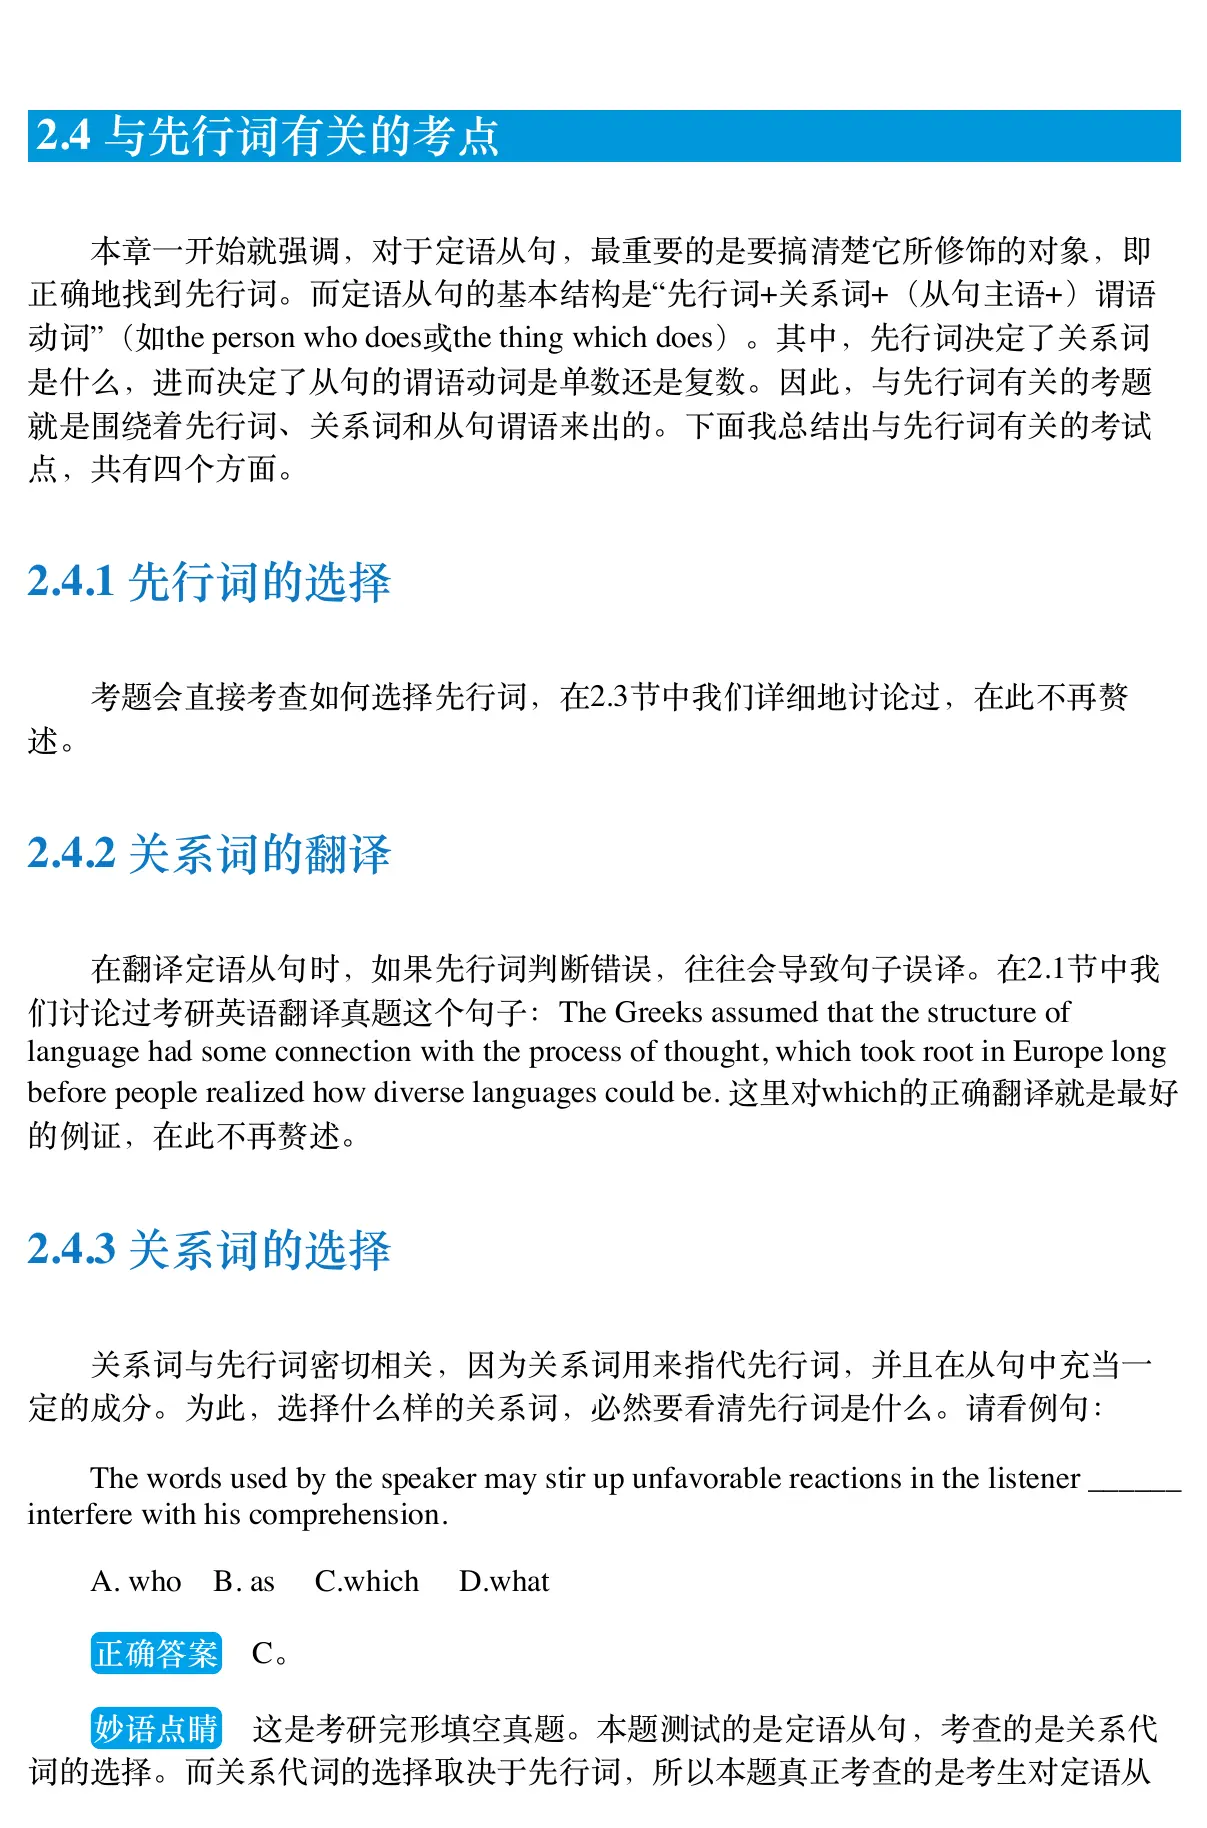 2.4 与先行词有关的考点
本章一开始就强调，对于定语从句，最重要的是要搞清楚它所修饰的对象，即
正确地找到先行词。而定语从句的基本结构是“先行词+关系词+（从句主语+）谓语
动词”（如the person who does或the thing which does）。其中，先行词决定了关系词
是什么，进而决定了从句的谓语动词是单数还是复数。因此，与先行词有关的考题
就是围绕着先行词、关系词和从句谓语来出的。下面我总结出与先行词有关的考试
点，共有四个方面。
2.4.1 先行词的选择
考题会直接考查如何选择先行词，在2.3节中我们详细地讨论过，在此不再赘
述。
2.4.2 关系词的翻译
在翻译定语从句时，如果先行词判断错误，往往会导致句子误译。在2.1节中我
们讨论过考研英语翻译真题这个句子：The Greeks assumed that the structure of
language had some connection with the process of thought, which took root in Europe long
before people realized how diverse languages could be. 这里对which的正确翻译就是最好
的例证，在此不再赘述。
2.4.3 关系词的选择
关系词与先行词密切相关，因为关系词用来指代先行词，并且在从句中充当一
定的成分。为此，选择什么样的关系词，必然要看清先行词是什么。请看例句：
The words used by the speaker may stir up unfavorable reactions in the listener ______
interfere with his comprehension.
A. who B. as C.which D.what
正确答案 C。
妙语点睛 这是考研完形填空真题。本题测试的是定语从句，考查的是关系代
词的选择。而关系代词的选择取决于先行词，所以本题真正考查的是考生对定语从